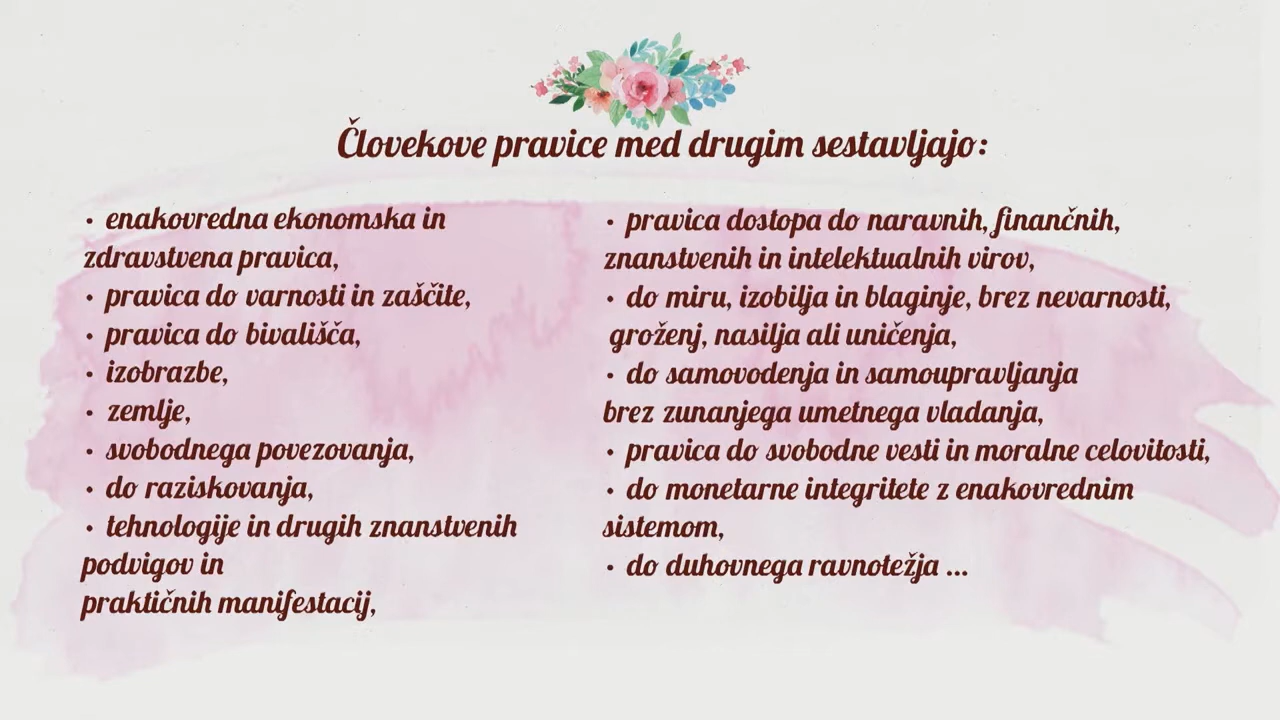 Človekove pravice med drugim sestavljajo:
• enakovredna ekonomska in
zdravstvena pravica,
• pravica do varnosti in zaščite,
• pravica do bivališča,
• izobrazbe,
• zemlje,
• svobodnega povezovanja,
• do raziskovanja,
• tehnologije in drugih znanstvenih
podvigov in
praktičnih manifestacij,
• pravica dostopa do naravnih, finančnih,
znanstvenih in intelektualnih virov,
• do miru, izobilja in blaginje, brez nevarnosti,
groženj, nasilja ali uničenja,
• do samovodenja in samoupravljanja
brez zunanjega umetnega vladanja,
• pravica do svobodne vesti in moralne celovitosti,
• do monetarne integritete z enakovrednim
sistemom,
• do duhovnega ravnotežja ...